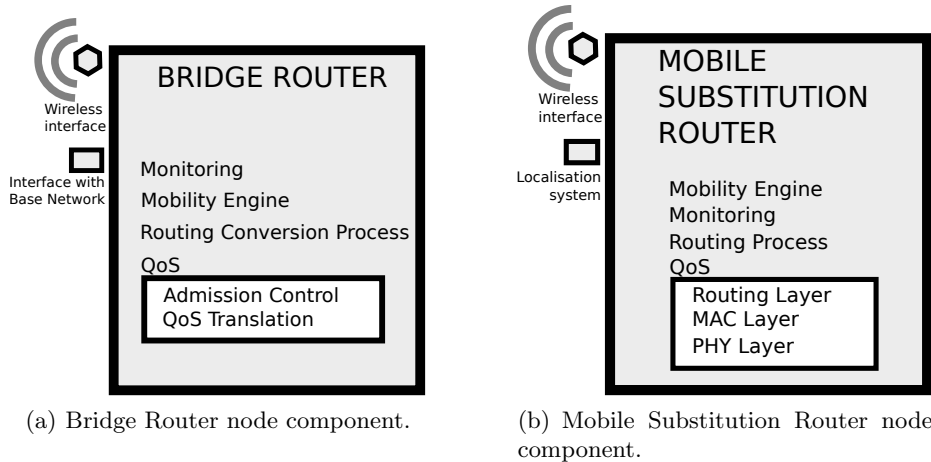 BRIDGE ROUTER
Wireless
interface
Interface with
Base Network
Monitoring
Mobility Engine
Routing Conversion Process
QoS
Admission Control
QoS Translation
(a) Bridge Router node component.
MOBILE
SUBSTITUTION
ROUTER
Wireless
interface
Localisation
system
Mobility Engine
Monitoring
Routing Process
QoS
Routing Layer
MAC Layer
PHY Layer
(b) Mobile Substitution Router node
component.